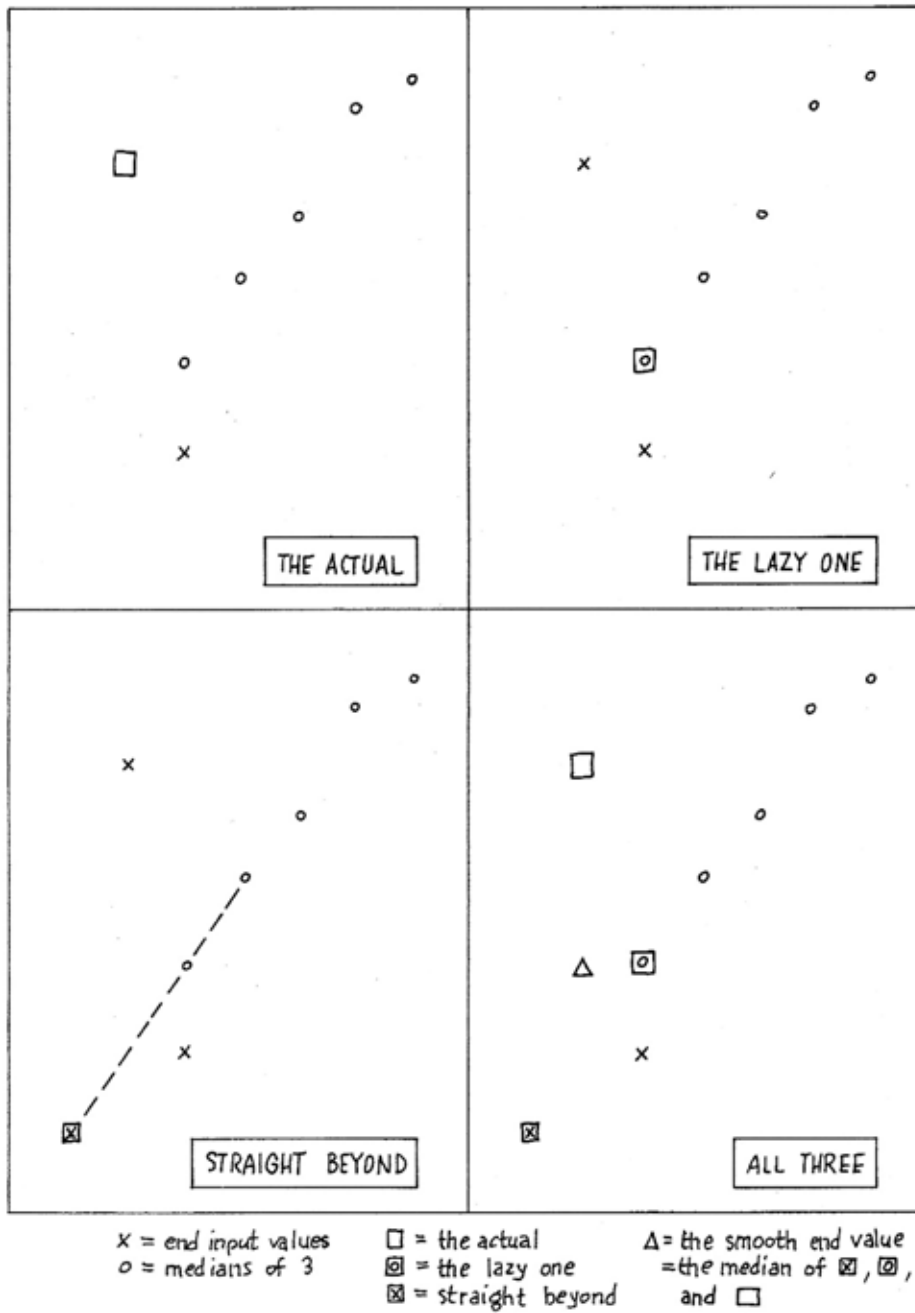 THE ACTUAL
THE LAZY ONE
STRAIGHT BEYOND
ALL THREE
x = end input values
o = medians of 3
□ = the actual
⊡ = the lazy one
⊠ = straight beyond
Δ = the smooth end value
= the median of ⊠, ⊡,
and □